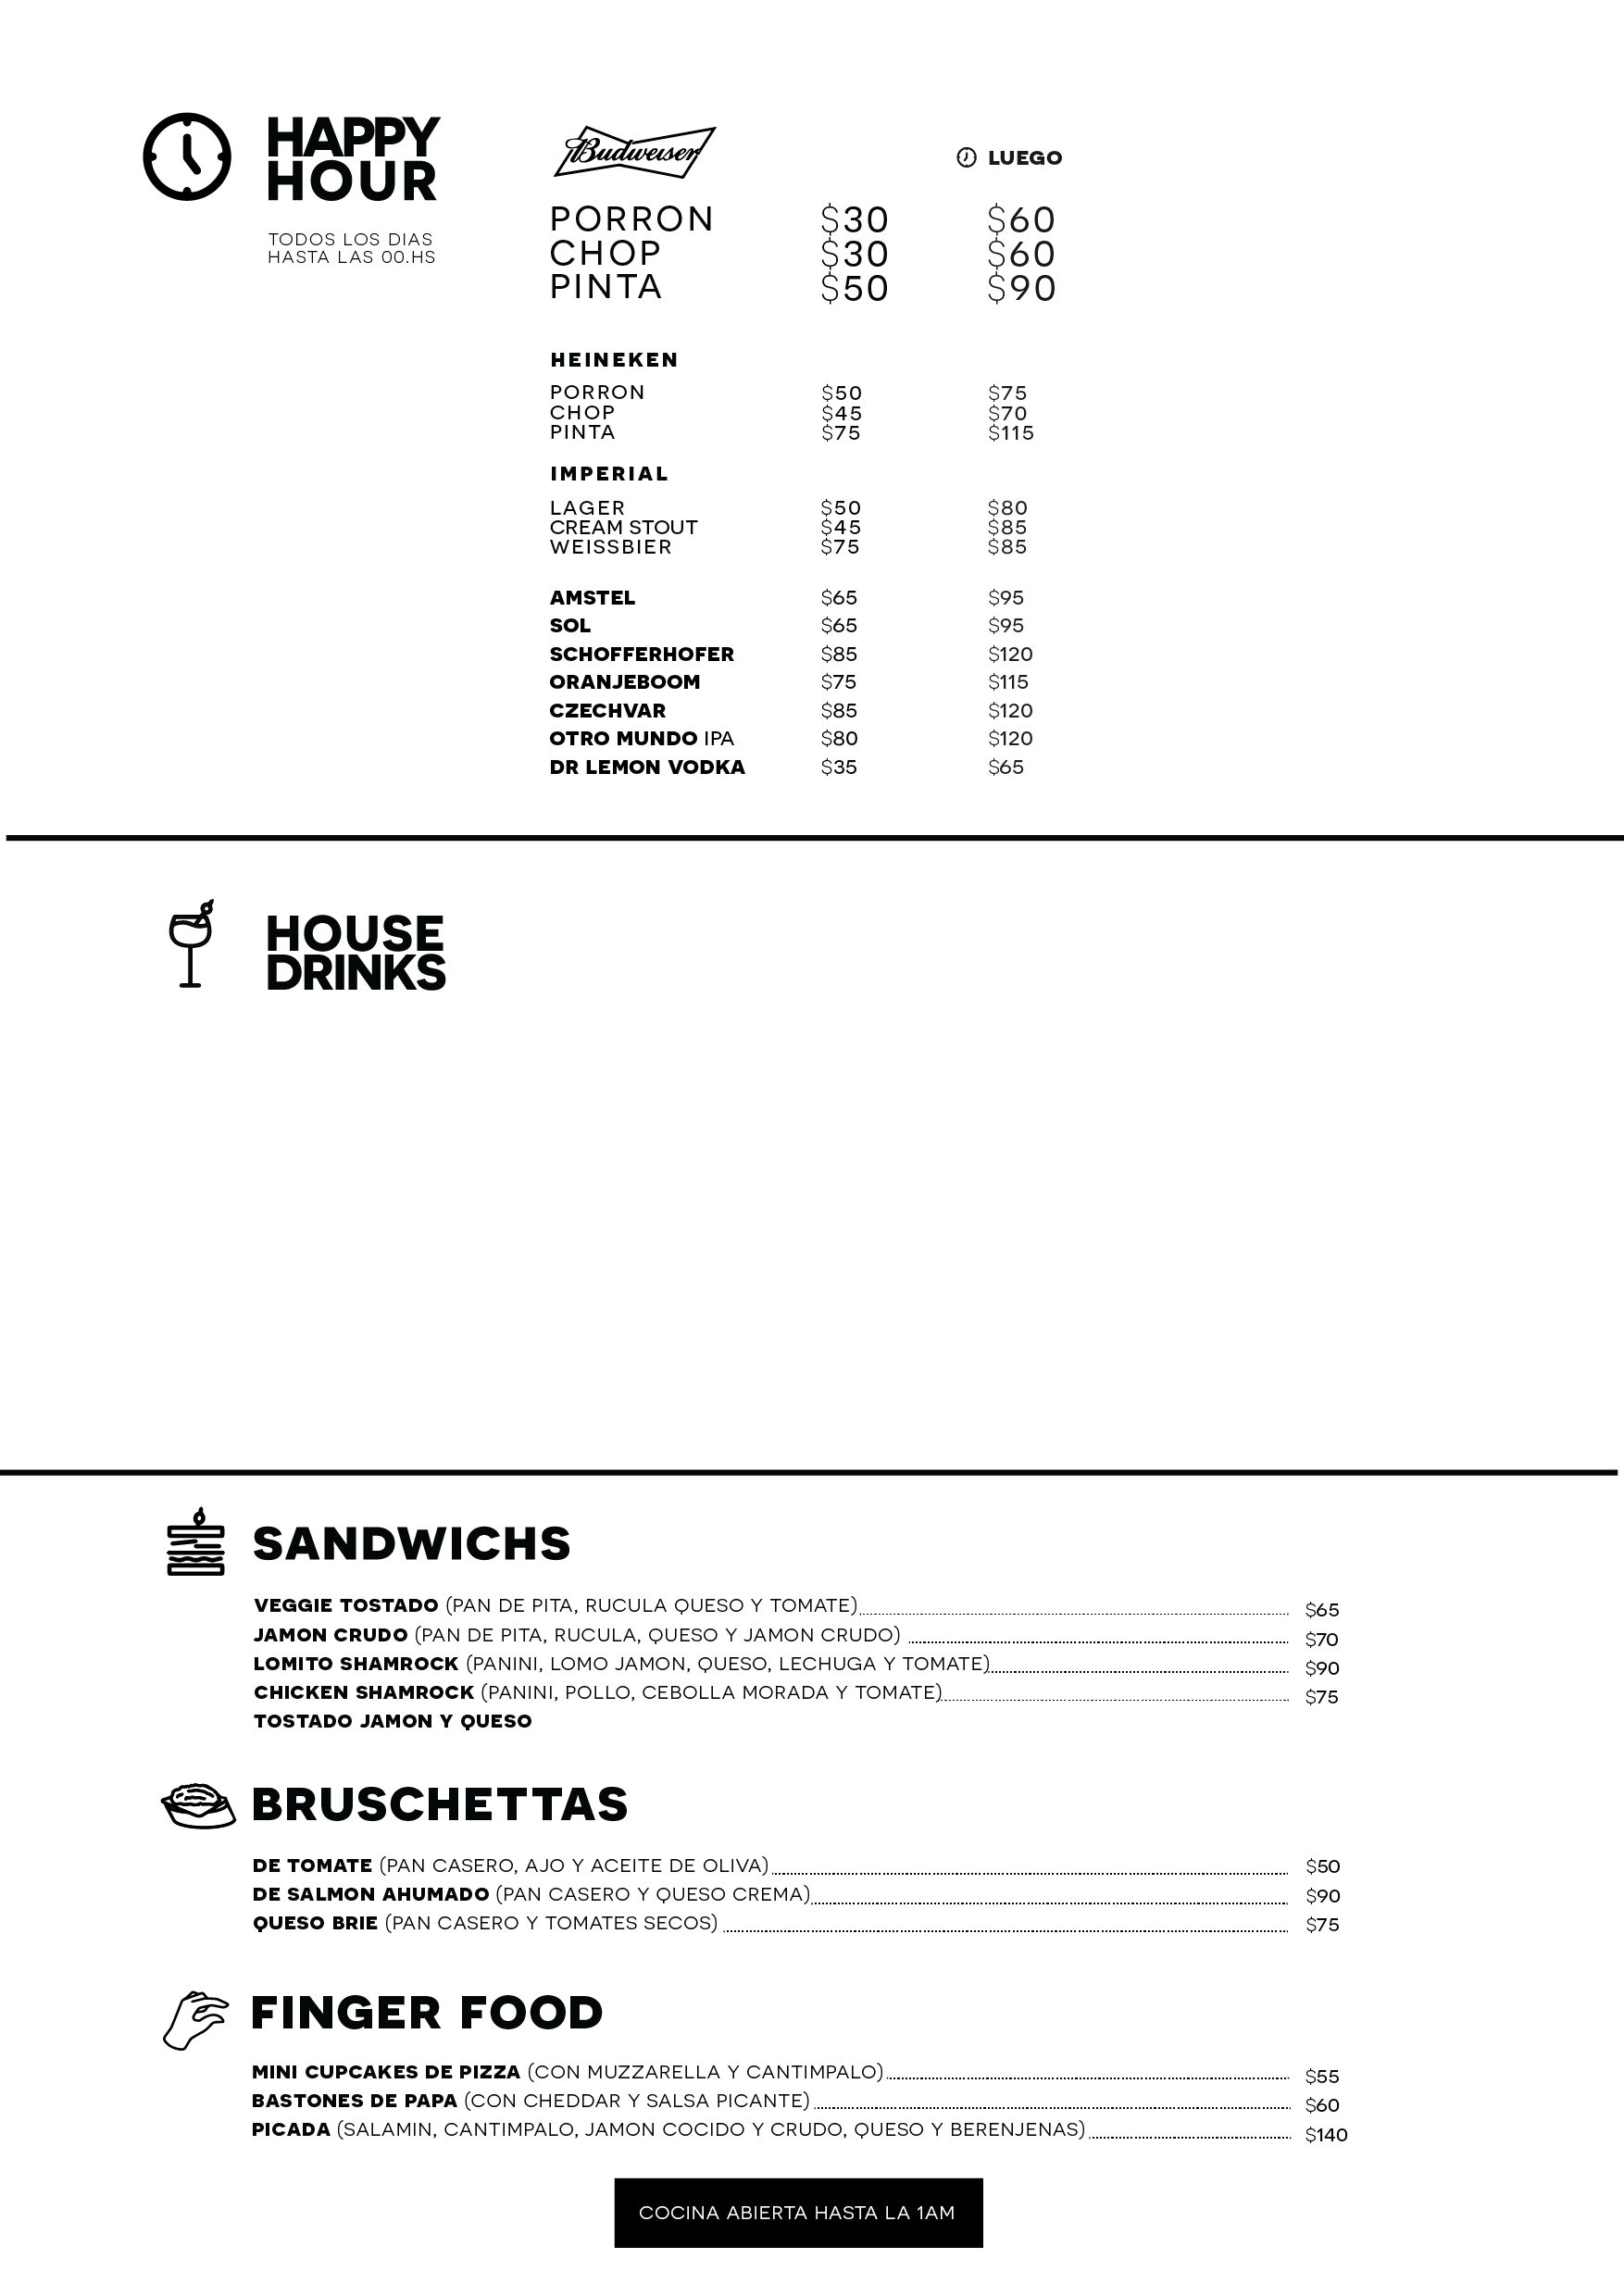 HAPPY
HOUR
TODOS LOS DIAS
HASTA LAS 00.HS
Budweiser
LUEGO
PORRON $30 $60
CHOP $30 $60
PINTA $50 $90
HEINEKEN
PORRON $50 $75
CHOP $45 $70
PINTA $75 $115
IMPERIAL
LAGER $50 $80
CREAM STOUT $45 $85
WEISSBIER $75 $85
AMSTEL $65 $95
SOL $65 $95
SCHOFFERHOFER $85 $120
ORANJEBOOM $75 $115
CZECHVAR $85 $120
OTRO MUNDO IPA $80 $120
DR LEMON VODKA $35 $65
HOUSE
DRINKS
SANDWICHS
VEGGIE TOSTADO (PAN DE PITA, RUCULA QUESO Y TOMATE) $65
JAMON CRUDO (PAN DE PITA, RUCULA, QUESO Y JAMON CRUDO) $70
LOMITO SHAMROCK (PANINI, LOMO JAMON, QUESO, LECHUGA Y TOMATE) $90
CHICKEN SHAMROCK (PANINI, POLLO, CEBOLLA MORADA Y TOMATE) $75
TOSTADO JAMON Y QUESO
BRUSCHETTAS
DE TOMATE (PAN CASERO, AJO Y ACEITE DE OLIVA) $50
DE SALMON AHUMADO (PAN CASERO Y QUESO CREMA) $90
QUESO BRIE (PAN CASERO Y TOMATES SECOS) $75
FINGER FOOD
MINI CUPCAKES DE PIZZA (CON MUZZARELLA Y CANTIMPALO) $55
BASTONES DE PAPA (CON CHEDDAR Y SALSA PICANTE) $60
PICADA (SALAMIN, CANTIMPALO, JAMON COCIDO Y CRUDO, QUESO Y BERENJENAS) $140
COCINA ABIERTA HASTA LA 1AM